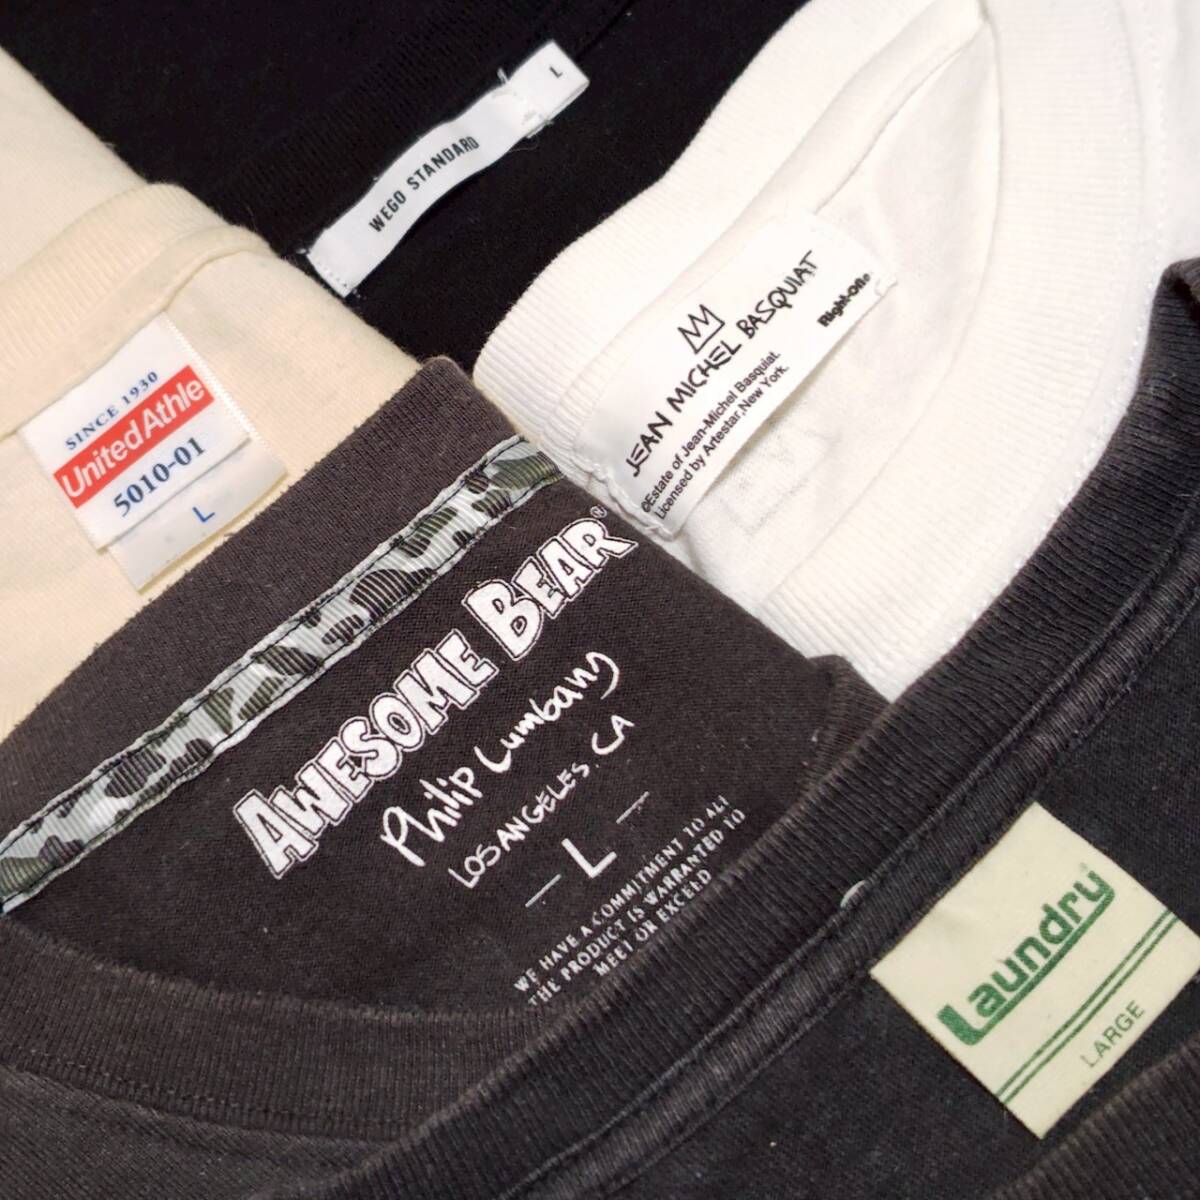 WEGO STANDARD
L
SINCE 1930
United Athle
5010-01
L
JEAN MICHEL BASQUIAT
©Estate of Jean-Michel Basquiat.
Licensed by Artestar, New York.
Right-on
AWESOME BEAR®
Philip Lumbang
LOS ANGELES. CA
— L —
WE HAVE A COMMITMENT TO ALL
THE PRODUCT IS WARRANTED TO
MEET OR EXCEED
Laundry
LARGE